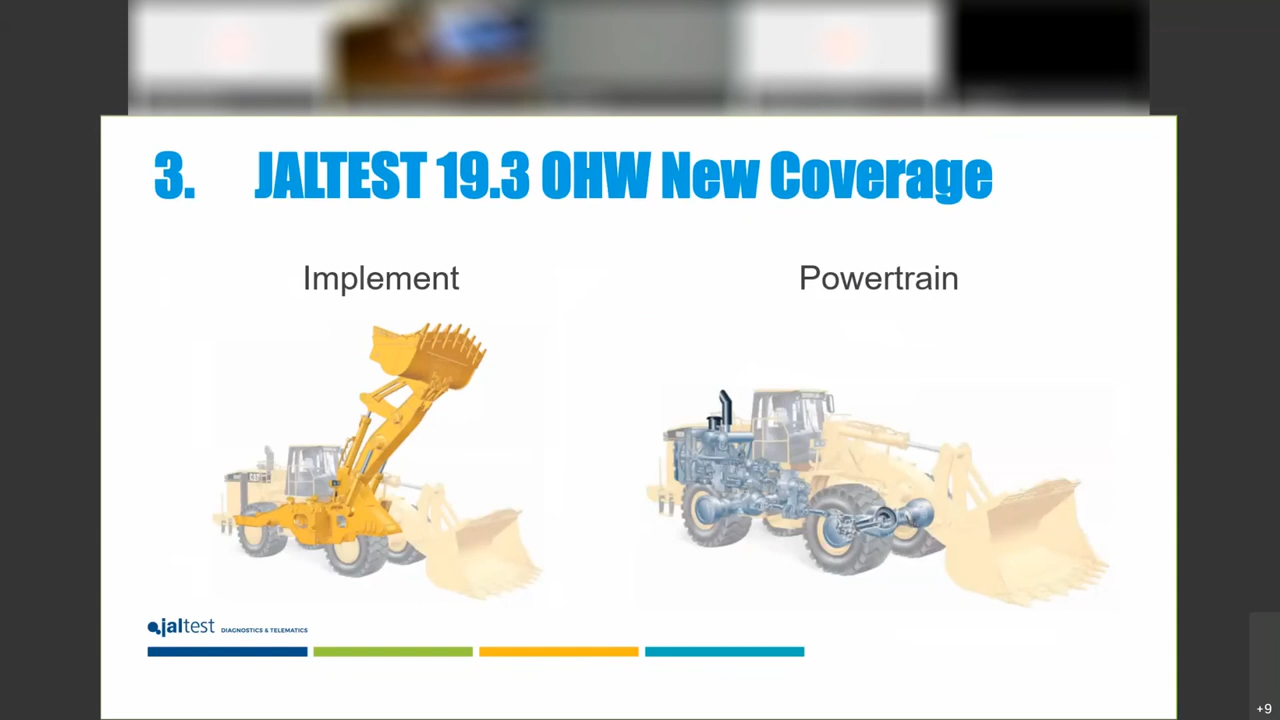 3. JALTEST 19.3 OHW New Coverage
Implement
Powertrain
jaltest DIAGNOSTICS & TELEMATICS
+9